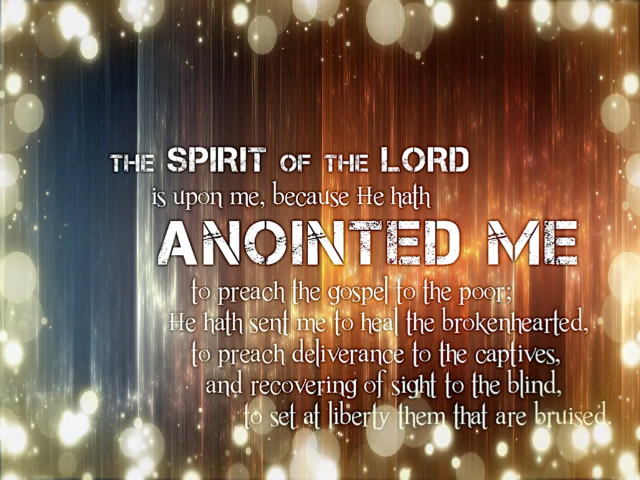 THE SPIRIT OF THE LORD
is upon me, because He hath
ANOINTED ME
to preach the gospel to the poor;
He hath sent me to heal the brokenhearted,
to preach deliverance to the captives,
and recovering of sight to the blind,
to set at liberty them that are bruised.